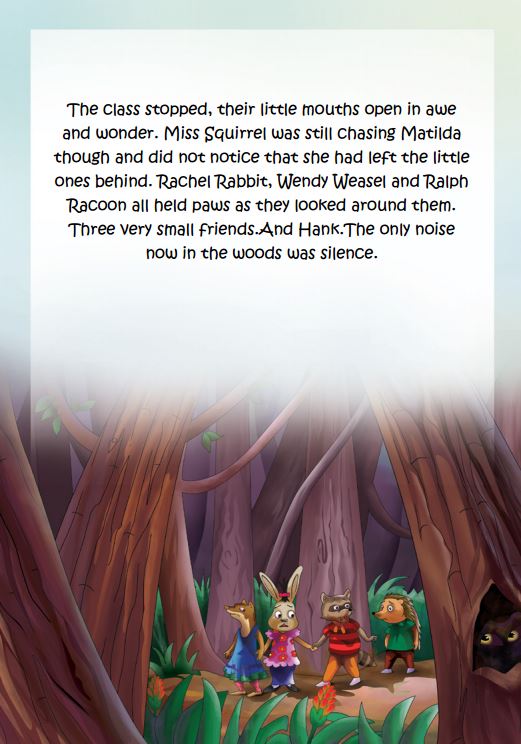 The class stopped, their little mouths open in awe
and wonder. Miss Squirrel was still chasing Matilda
though and did not notice that she had left the little
ones behind. Rachel Rabbit, Wendy Weasel and Ralph
Racoon all held paws as they looked around them.
Three very small friends.And Hank.The only noise
now in the woods was silence.